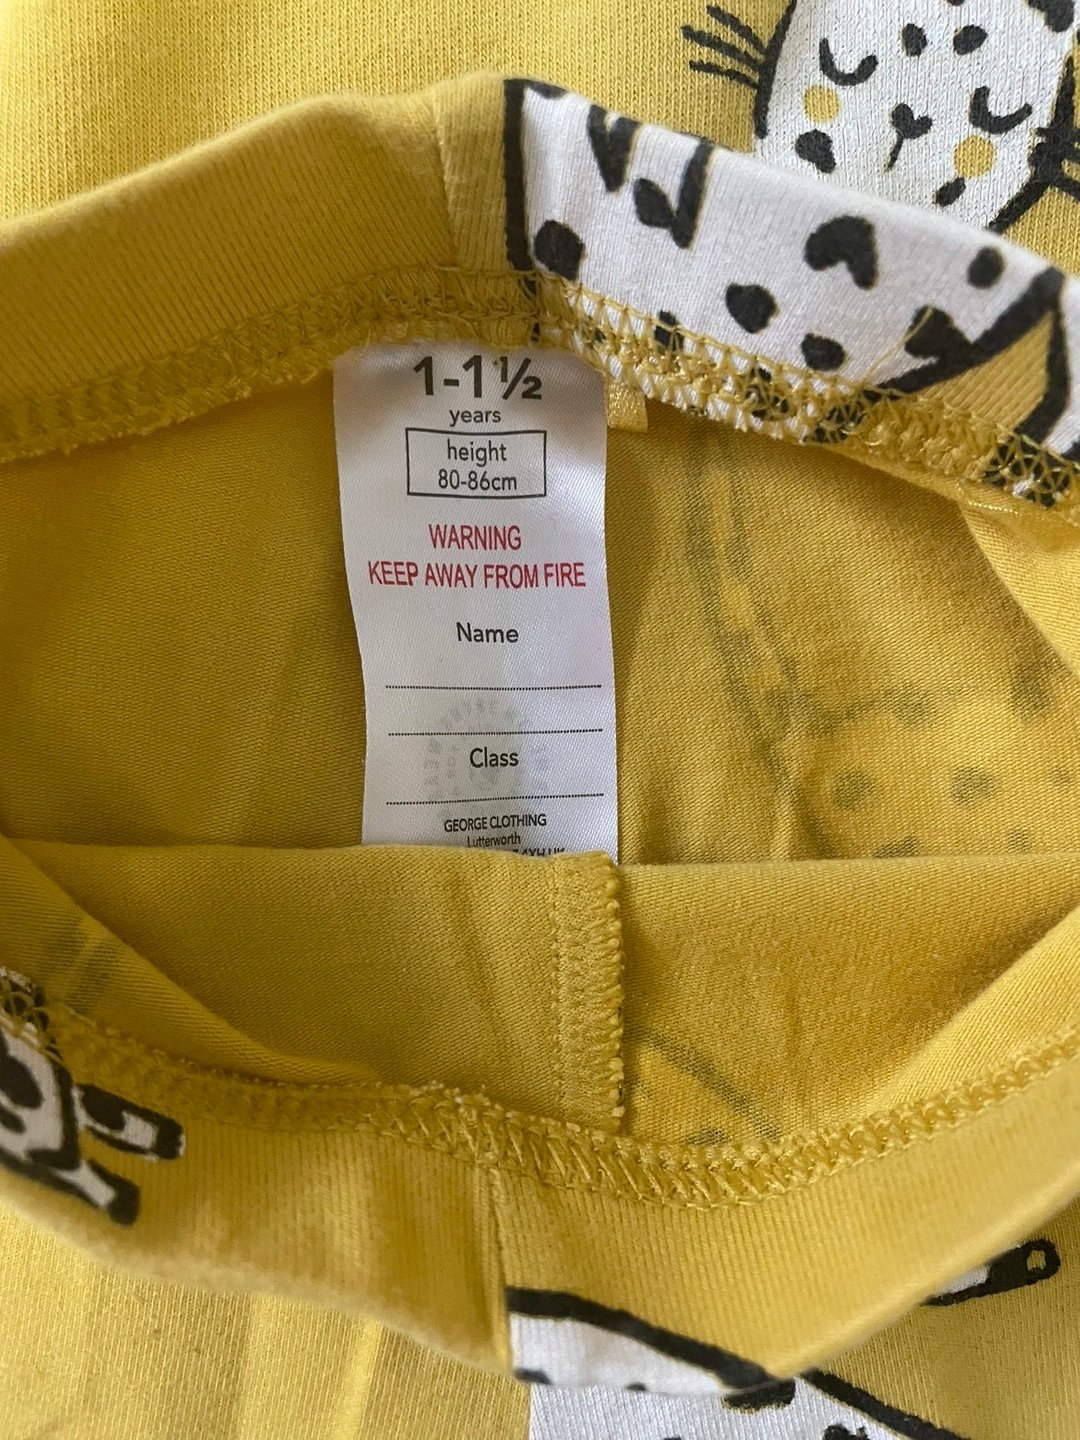 1-1½
years
height
80-86cm
WARNING
KEEP AWAY FROM FIRE
Name
Class
GEORGE CLOTHING
Lutterworth